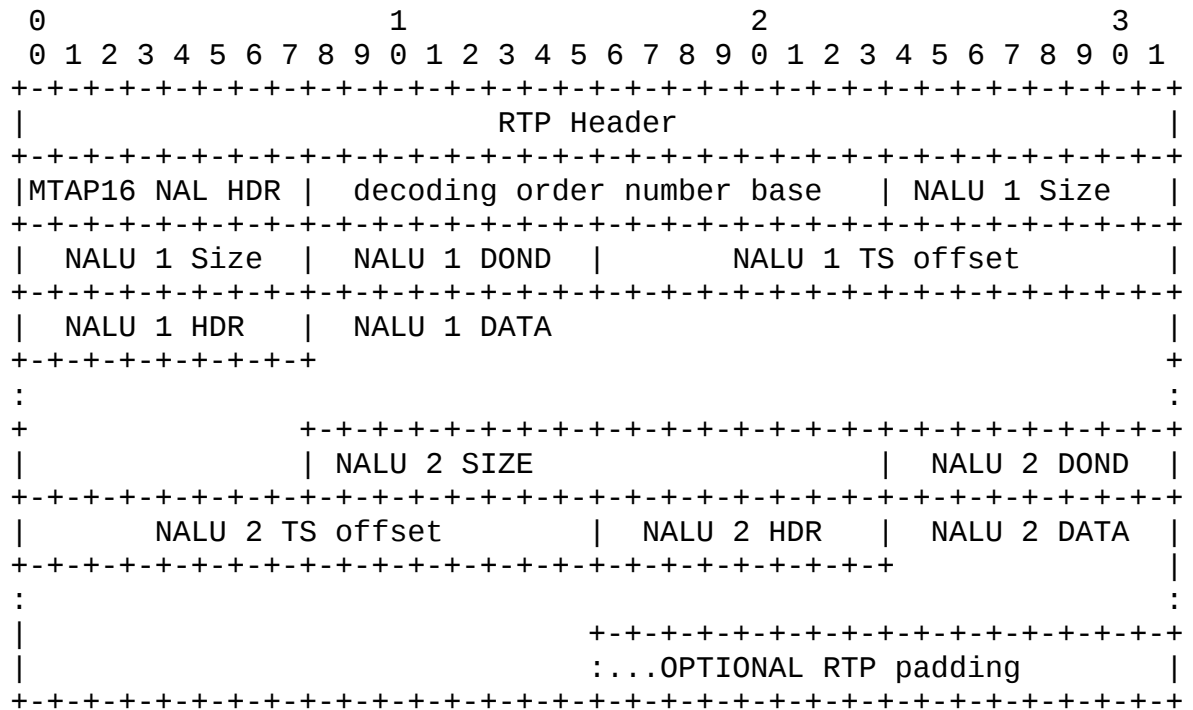 0                   1                   2                   3
 0 1 2 3 4 5 6 7 8 9 0 1 2 3 4 5 6 7 8 9 0 1 2 3 4 5 6 7 8 9 0 1
+-+-+-+-+-+-+-+-+-+-+-+-+-+-+-+-+-+-+-+-+-+-+-+-+-+-+-+-+-+-+-+-+
|                          RTP Header                           |
+-+-+-+-+-+-+-+-+-+-+-+-+-+-+-+-+-+-+-+-+-+-+-+-+-+-+-+-+-+-+-+-+
|MTAP16 NAL HDR |  decoding order number base   | NALU 1 Size   |
+-+-+-+-+-+-+-+-+-+-+-+-+-+-+-+-+-+-+-+-+-+-+-+-+-+-+-+-+-+-+-+-+
|  NALU 1 Size  |  NALU 1 DOND  |       NALU 1 TS offset        |
+-+-+-+-+-+-+-+-+-+-+-+-+-+-+-+-+-+-+-+-+-+-+-+-+-+-+-+-+-+-+-+-+
|  NALU 1 HDR   |  NALU 1 DATA                                  |
+-+-+-+-+-+-+-+-+                                               +
:                                                               :
+               +-+-+-+-+-+-+-+-+-+-+-+-+-+-+-+-+-+-+-+-+-+-+-+-+
|               | NALU 2 SIZE                   |  NALU 2 DOND  |
+-+-+-+-+-+-+-+-+-+-+-+-+-+-+-+-+-+-+-+-+-+-+-+-+-+-+-+-+-+-+-+-+
|       NALU 2 TS offset        |  NALU 2 HDR   |  NALU 2 DATA  |
+-+-+-+-+-+-+-+-+-+-+-+-+-+-+-+-+-+-+-+-+-+-+-+-+               |
:                                                               :
|                               +-+-+-+-+-+-+-+-+-+-+-+-+-+-+-+-+
|                               :...OPTIONAL RTP padding        |
+-+-+-+-+-+-+-+-+-+-+-+-+-+-+-+-+-+-+-+-+-+-+-+-+-+-+-+-+-+-+-+-+